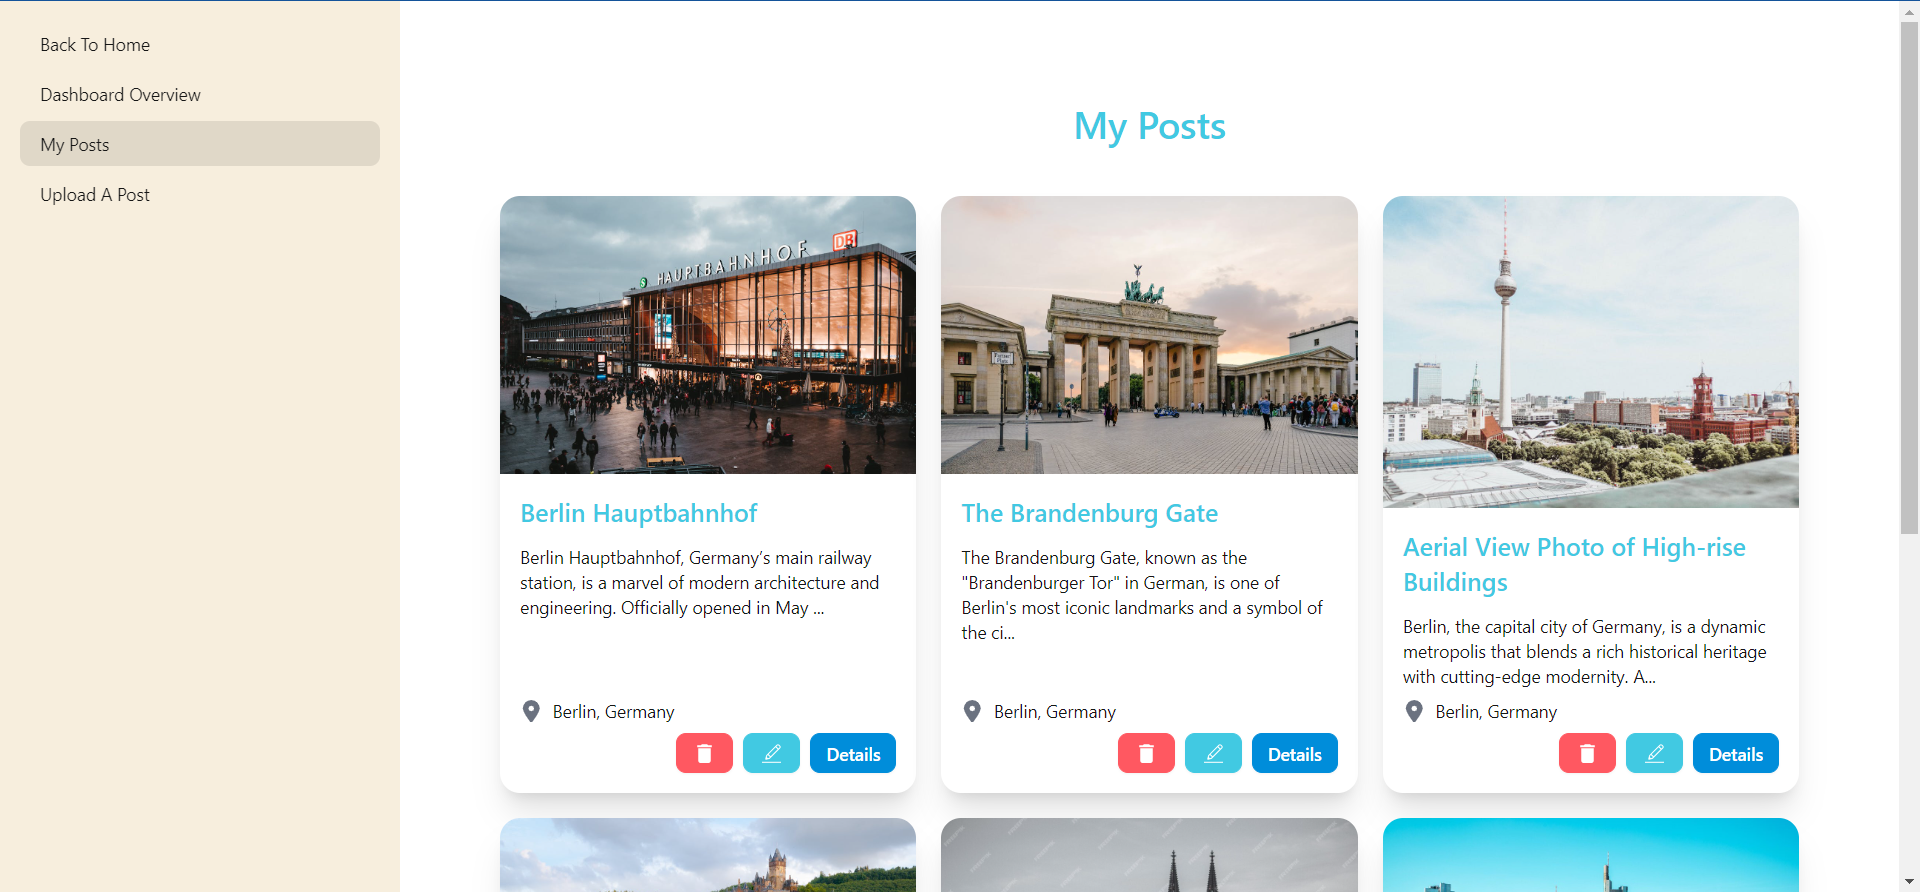 Back To Home
Dashboard Overview
My Posts
Upload A Post
My Posts
HAUPTBAHNHOF
DB
S
Berlin Hauptbahnhof
Berlin Hauptbahnhof, Germany’s main railway
station, is a marvel of modern architecture and
engineering. Officially opened in May ...
Berlin, Germany
Details
The Brandenburg Gate
The Brandenburg Gate, known as the
"Brandenburger Tor" in German, is one of
Berlin's most iconic landmarks and a symbol of
the ci...
Berlin, Germany
Details
Aerial View Photo of High-rise
Buildings
Berlin, the capital city of Germany, is a dynamic
metropolis that blends a rich historical heritage
with cutting-edge modernity. A...
Berlin, Germany
Details